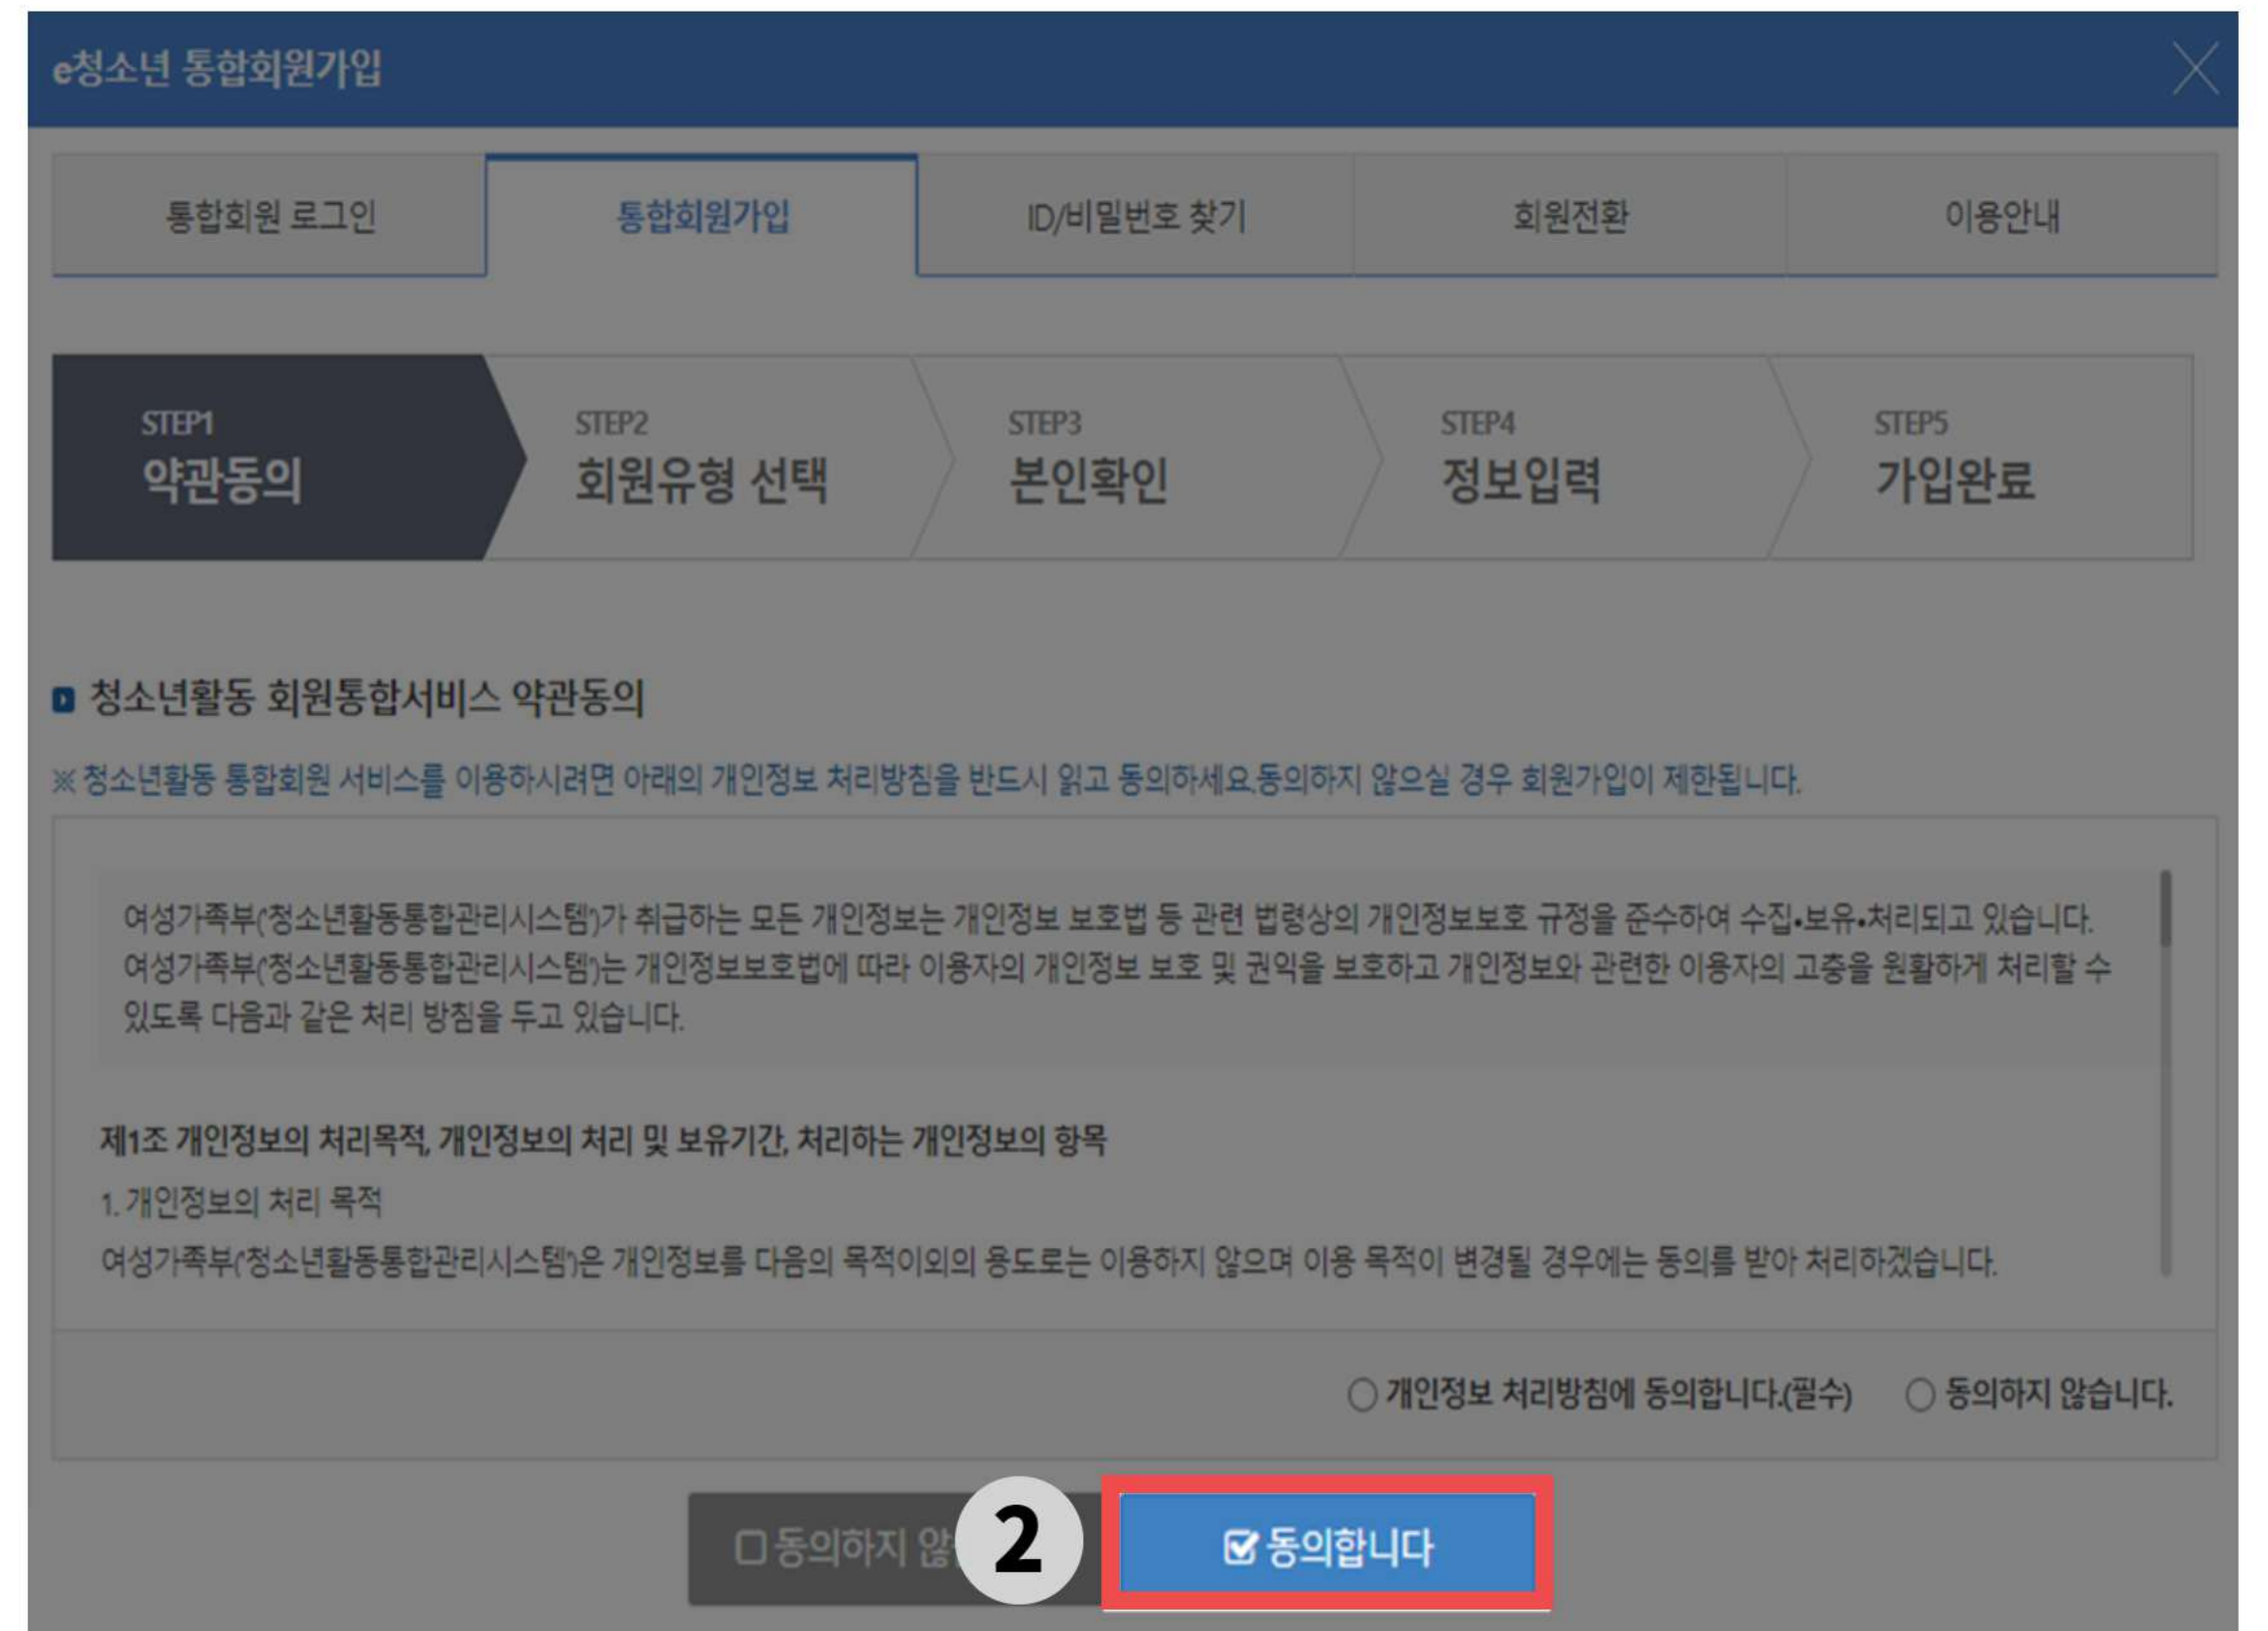 e청소년 통합회원가입
통합회원 로그인 통합회원가입 ID/비밀번호 찾기 회원전환 이용안내
STEP1 STEP2 STEP3 STEP4 STEP5
약관동의 회원유형 선택 본인확인 정보입력 가입완료
청소년활동 회원통합서비스 약관동의
※ 청소년활동 통합회원 서비스를 이용하시려면 아래의 개인정보 처리방침을 반드시 읽고 동의하세요.동의하지 않으실 경우 회원가입이 제한됩니다.
여성가족부('청소년활동통합관리시스템')가 취급하는 모든 개인정보는 개인정보 보호법 등 관련 법령상의 개인정보보호 규정을 준수하여 수집•보유•처리되고 있습니다.
여성가족부('청소년활동통합관리시스템')는 개인정보보호법에 따라 이용자의 개인정보 보호 및 권익을 보호하고 개인정보와 관련한 이용자의 고충을 원활하게 처리할 수
있도록 다음과 같은 처리 방침을 두고 있습니다.
제1조 개인정보의 처리목적, 개인정보의 처리 및 보유기간, 처리하는 개인정보의 항목
1. 개인정보의 처리 목적
여성가족부('청소년활동통합관리시스템')은 개인정보를 다음의 목적이외의 용도로는 이용하지 않으며 이용 목적이 변경될 경우에는 동의를 받아 처리하겠습니다.
개인정보 처리방침에 동의합니다.(필수) 동의하지 않습니다.
동의하지 2 동의합니다